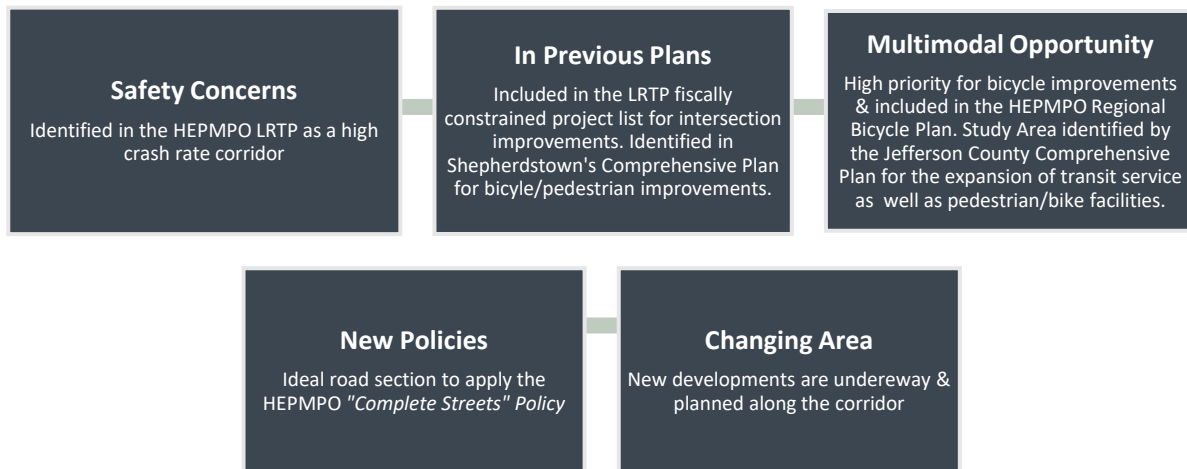 Safety Concerns
Identified in the HEPMPO LRTP as a high
crash rate corridor
In Previous Plans
Included in the LRTP fiscally
constrained project list for intersection
improvements. Identified in
Shepherdstown's Comprehensive Plan
for bicyle/pedestrian improvements.
Multimodal Opportunity
High priority for bicycle improvements
& included in the HEPMPO Regional
Bicycle Plan. Study Area identified by
the Jefferson County Comprehensive
Plan for the expansion of transit service
as  well as pedestrian/bike facilities.
New Policies
Ideal road section to apply the
HEPMPO "Complete Streets" Policy
Changing Area
New developments are undereway &
planned along the corridor